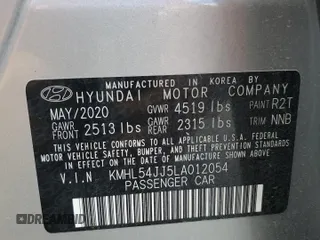 MANUFACTURED IN KOREA BY
HYUNDAI MOTOR COMPANY
MAY/2020 GVWR 4519 lbs PAINT R2T
GAWR FRONT 2513 lbs GAWR REAR 2315 lbs TRIM NNB
THIS VEHICLE CONFORMS TO ALL APPLICABLE U.S.
FEDERAL MOTOR VEHICLE SAFETY, BUMPER, AND
THEFT PREVENTION STANDARDS IN EFFECT ON THE
DATE OF MANUFACTURE SHOWN ABOVE.
V.I.N KMHL54JJ5LA012054
PASSENGER CAR